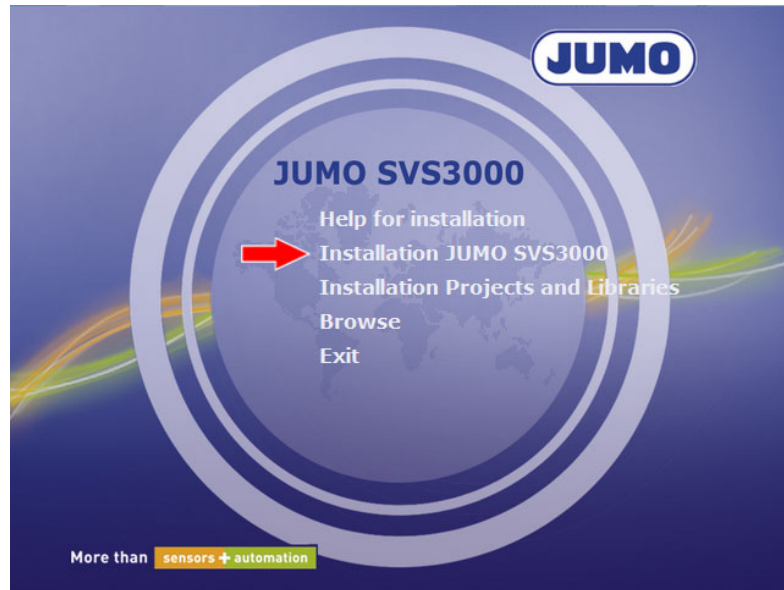 JUMO
JUMO SVS3000
Help for installation
Installation JUMO SVS3000
Installation Projects and Libraries
Browse
Exit
More than sensors + automation